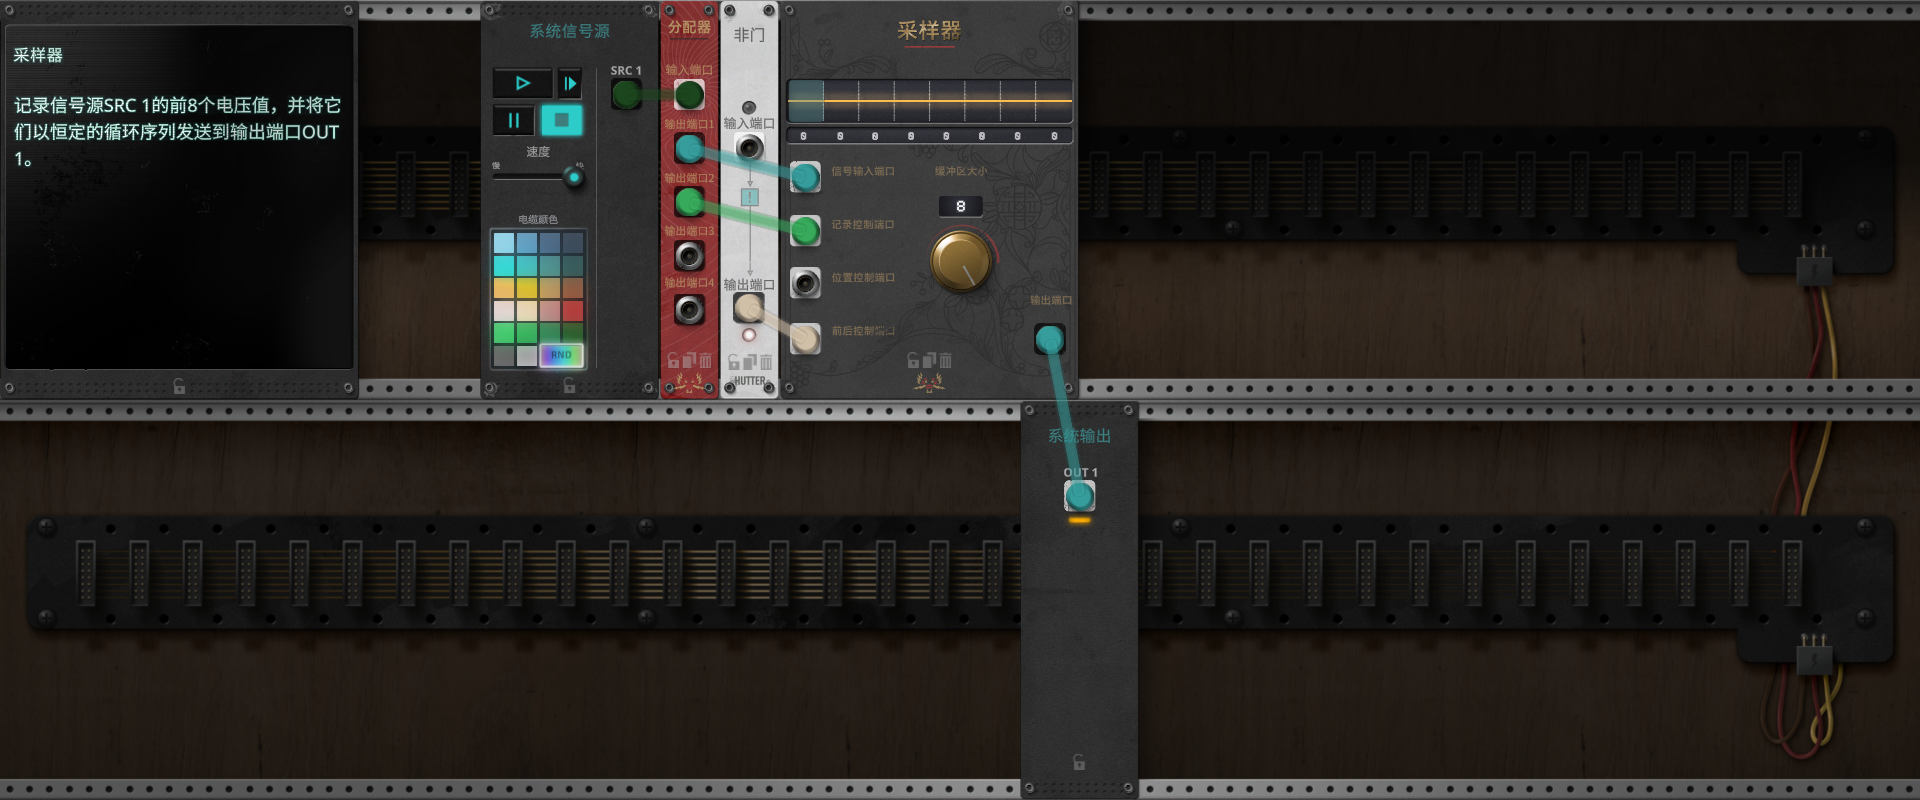 采样器
记录信号源SRC 1的前8个电压值，并将它
们以恒定的循环序列发送到输出端口OUT
1。
系统信号源
SRC 1
速度
慢
快
电缆颜色
RND
分配器
输入端口
输出端口1
输出端口2
输出端口3
输出端口4
非门
输入端口
!
输出端口
HUTTER
采样器
0 0 0 0 0 0 0 0
信号输入端口
缓冲区大小
8
记录控制端口
位置控制端口
前后控制端口
输出端口
系统输出
OUT 1